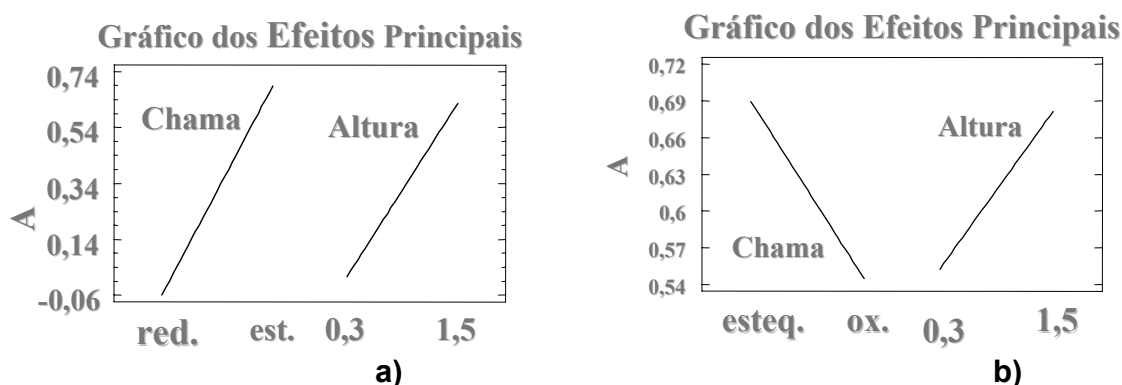 Gráfico dos Efeitos Principais
0,74
0,54
0,34
0,14
-0,06
A
Chama
Altura
red. est. 0,3 1,5
a)
Gráfico dos Efeitos Principais
0,72
0,69
0,66
0,63
0,6
0,57
0,54
A
Altura
Chama
esteq. ox. 0,3 1,5
b)